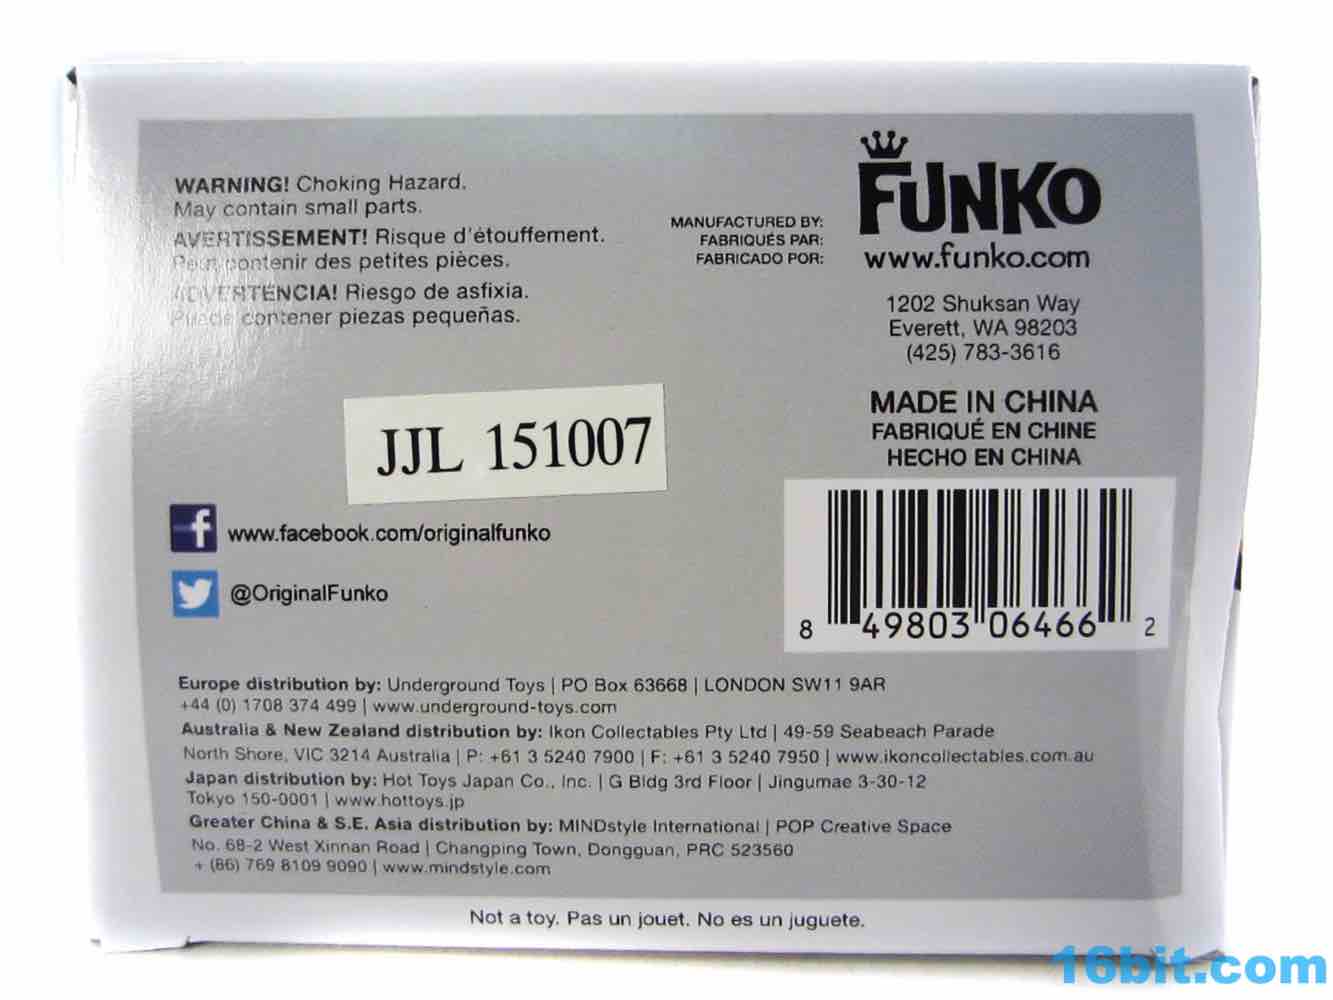 WARNING! Choking Hazard.
May contain small parts.
AVERTISSEMENT! Risque d'étouffement.
Peut contenir des petites pièces.
ADVERTENCIA! Riesgo de asfixia.
Puede contener piezas pequeñas.
MANUFACTURED BY:
FABRIQUÉS PAR:
FABRICADO POR:
FUNKO
www.funko.com
1202 Shuksan Way
Everett, WA 98203
(425) 783-3616
MADE IN CHINA
FABRIQUÉ EN CHINE
HECHO EN CHINA
JJL 151007
f www.facebook.com/originalfunko
@OriginalFunko
8 49803 06466 2
Europe distribution by: Underground Toys | PO Box 63668 | LONDON SW11 9AR
+44 (0) 1708 374 499 | www.underground-toys.com
Australia & New Zealand distribution by: Ikon Collectables Pty Ltd | 49-59 Seabeach Parade
North Shore, VIC 3214 Australia | P: +61 3 5240 7900 | F: +61 3 5240 7950 | www.ikoncollectables.com.au
Japan distribution by: Hot Toys Japan Co., Inc. | G Bldg 3rd Floor | Jingumae 3-30-12
Tokyo 150-0001 | www.hottoys.jp
Greater China & S.E. Asia distribution by: MINDstyle International | POP Creative Space
No. 68-2 West Xinnan Road | Changping Town, Dongguan, PRC 523560
+ (86) 769 8109 9090 | www.mindstyle.com
Not a toy. Pas un jouet. No es un juguete.
16bit.com